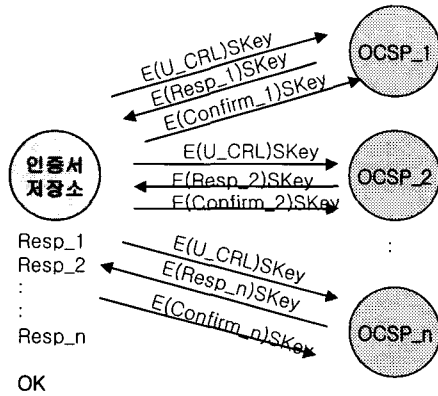 E(U_CRL)SKey
E(Resp_1)SKey
E(Confirm_1)SKey
OCSP_1
인증서
저장소
E(U_CRL)SKey
E(Resp_2)SKey
E(Confirm_2)SKey
OCSP_2
:
Resp_1
Resp_2
:
:
Resp_n
OK
E(U_CRL)SKey
E(Resp_n)SKey
E(Confirm_n)SKey
OCSP_n